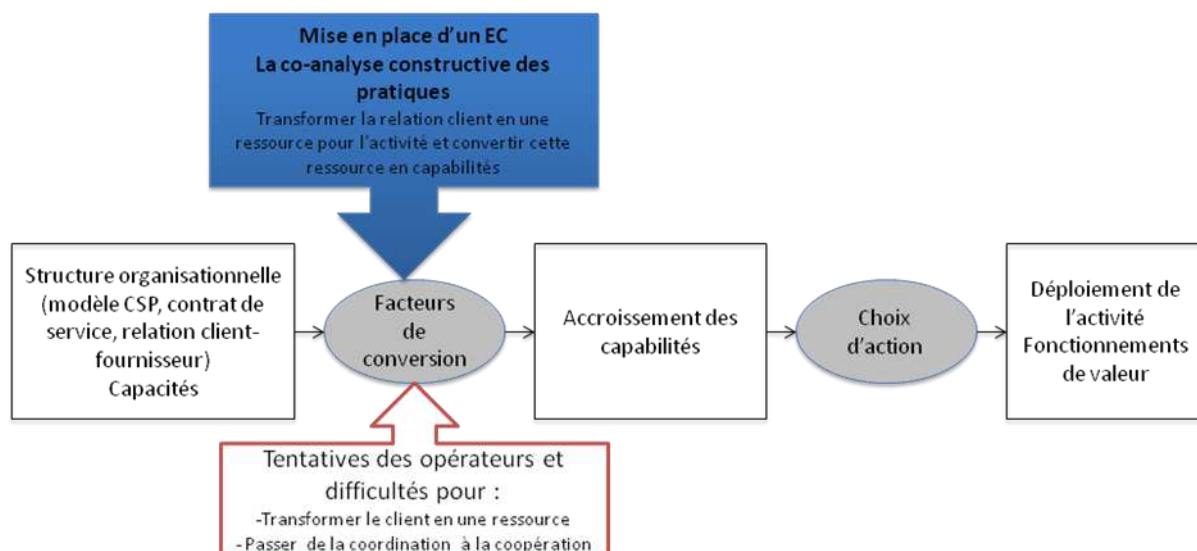 Mise en place d'un EC
La co-analyse constructive des
pratiques
Transformer la relation client en une
ressource pour l'activité et convertir cette
ressource en capabilités
Structure organisationnelle
(modèle CSP, contrat de
service, relation client-
fournisseur)
Capacités
Facteurs
de
conversion
Accroissement des
capabilités
Choix
d'action
Déploiement de
l'activité
Fonctionnements
de valeur
Tentatives des opérateurs et
difficultés pour :
-Transformer le client en une ressource
-Passer de la coordination à la coopération